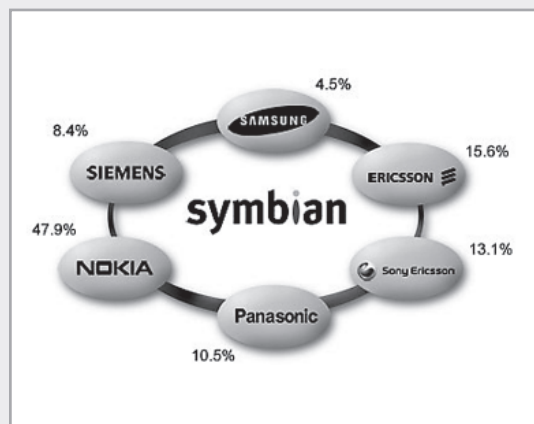 4.5%
SAMSUNG
8.4%
SIEMENS
15.6%
ERICSSON
symbian
47.9%
NOKIA
13.1%
Sony Ericsson
Panasonic
10.5%